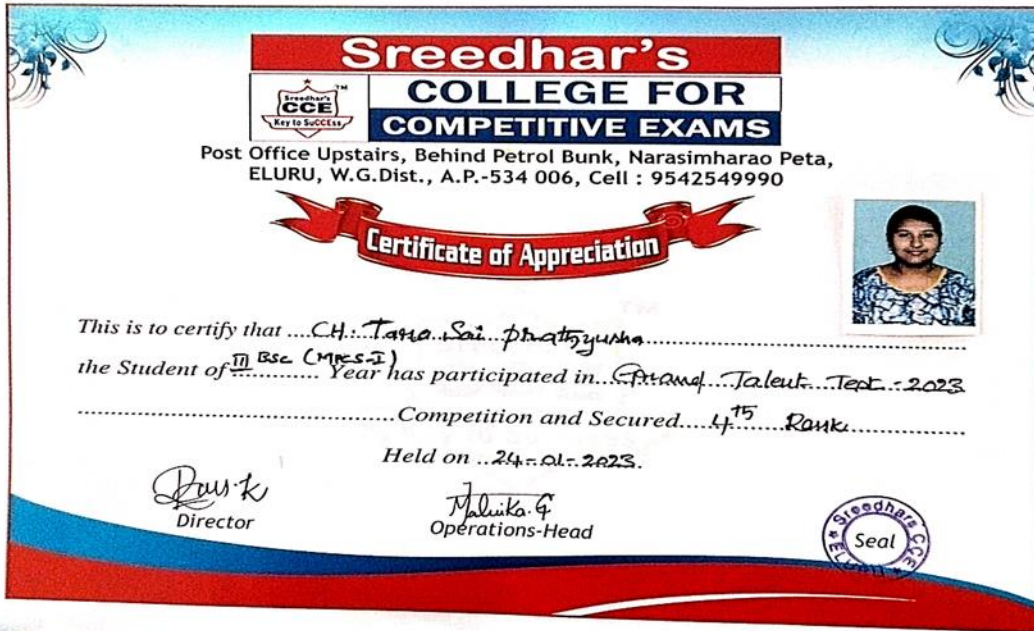 Sreedhar's
Sreedhar's
CCE
TM
Key to SuCCEss
COLLEGE FOR
COMPETITIVE EXAMS
Post Office Upstairs, Behind Petrol Bunk, Narasimharao Peta,
ELURU, W.G.Dist., A.P.-534 006, Cell : 9542549990
Certificate of Appreciation
This is to certify that ....CH. Tara Sai Prathyusha
the Student of III BSc (MPCS-I) Year has participated in Grand Talent Test - 2023
Competition and Secured 4th Rank
Held on 24-01-2023.
Director
Malvika.G
Operations-Head
Sreedhars CCE
Seal
ELURU